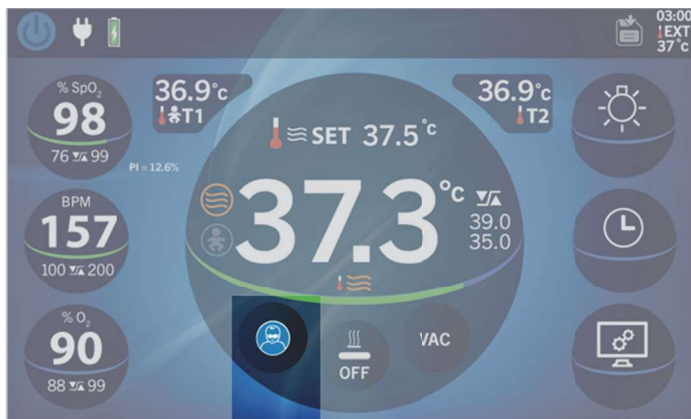 03:00
EXT
37°c
% SpO₂
98
76 99
PI = 12.6%
36.9°c
T1
36.9°c
T2
SET 37.5°c
37.3°c
39.0
35.0
BPM
157
100 200
% O₂
90
88 99
OFF
VAC